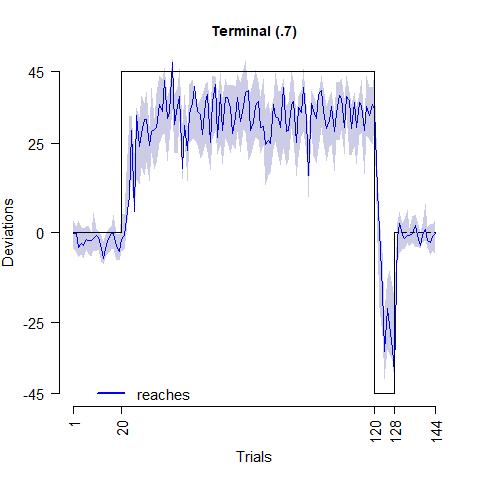 Terminal (.7)
Deviations
45
25
0
-25
-45
reaches
1
20
120
128
144
Trials